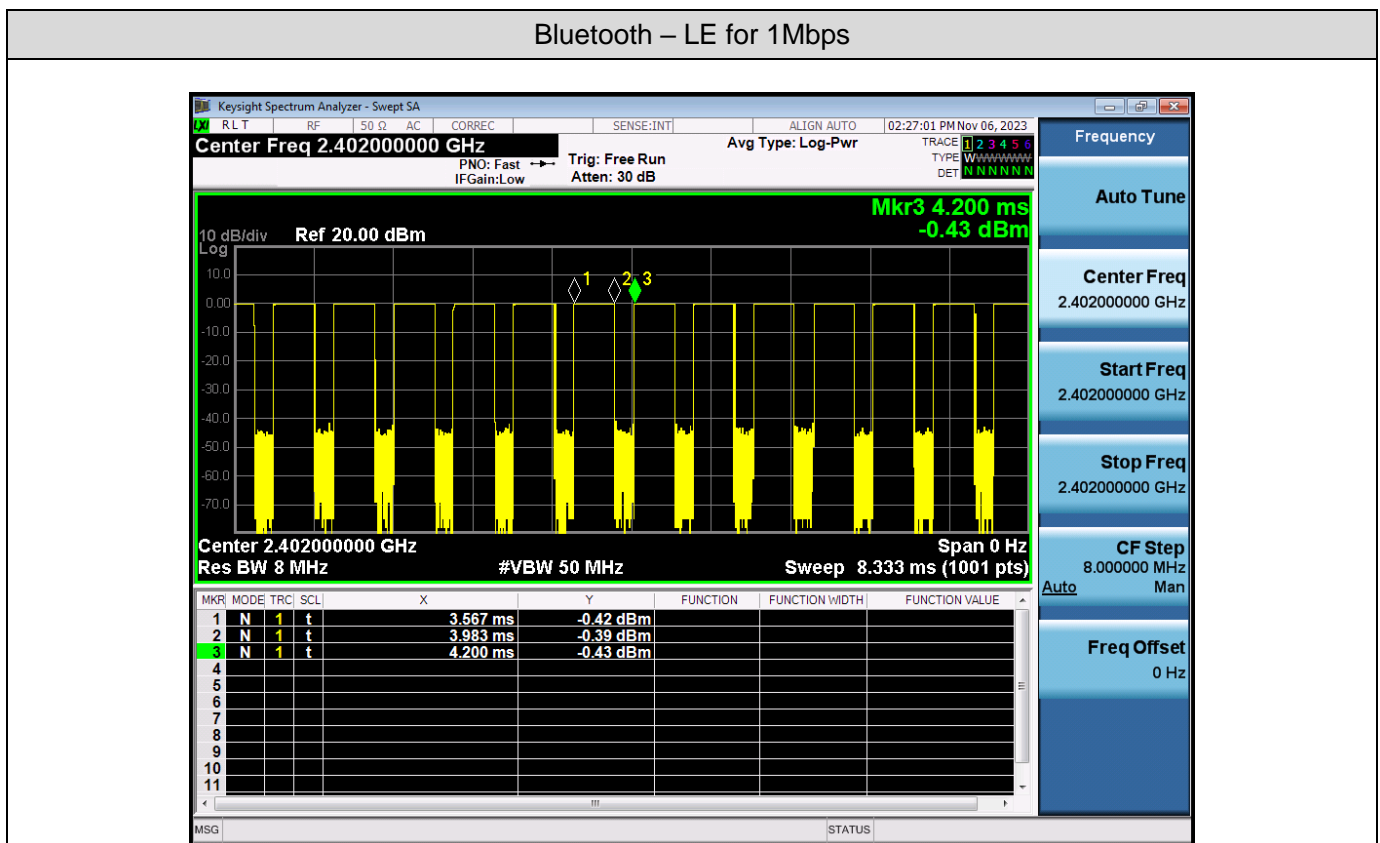 Bluetooth – LE for 1Mbps
Keysight Spectrum Analyzer - Swept SA
LXI RLT RF 50 Ω AC CORREC SENSE:INT ALIGN AUTO 02:27:01 PM Nov 06, 2023
Center Freq 2.402000000 GHz
PNO: Fast
IFGain:Low
Trig: Free Run
Atten: 30 dB
Avg Type: Log-Pwr
TRACE 1 2 3 4 5 6
TYPE WWWWWW
DET N N N N N N
Mkr3 4.200 ms
-0.43 dBm
10 dB/div Ref 20.00 dBm
Log
10.0
0.00
-10.0
-20.0
-30.0
-40.0
-50.0
-60.0
-70.0
1 2 3
Center 2.402000000 GHz Span 0 Hz
Res BW 8 MHz #VBW 50 MHz Sweep 8.333 ms (1001 pts)
MKR MODE TRC SCL X Y FUNCTION FUNCTION WIDTH FUNCTION VALUE
1 N 1 t 3.567 ms -0.42 dBm
2 N 1 t 3.983 ms -0.39 dBm
3 N 1 t 4.200 ms -0.43 dBm
4
5
6
7
8
9
10
11
MSG STATUS
Frequency
Auto Tune
Center Freq
2.402000000 GHz
Start Freq
2.402000000 GHz
Stop Freq
2.402000000 GHz
CF Step
8.000000 MHz
Auto Man
Freq Offset
0 Hz